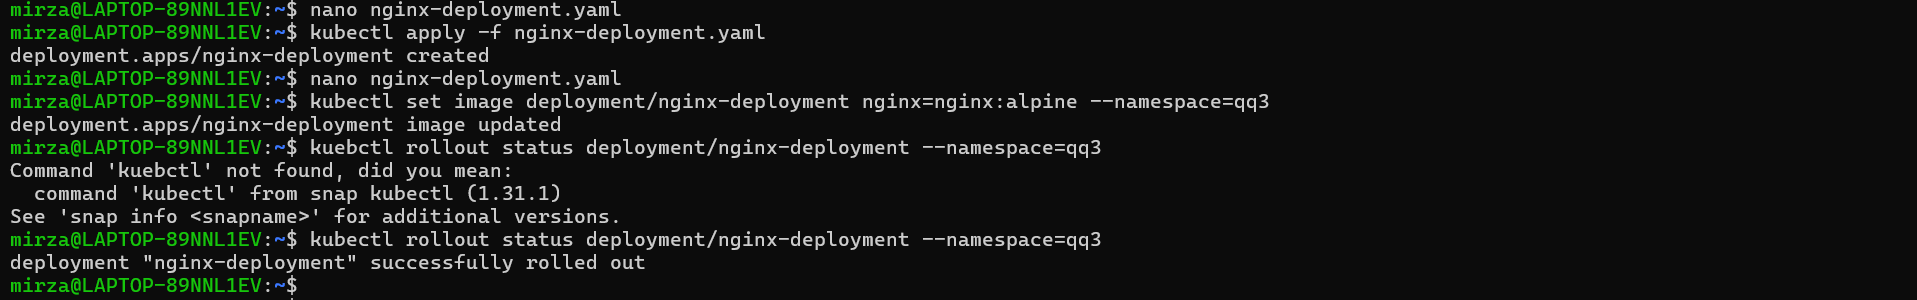 mirza@LAPTOP-89NNL1EV:~$ nano nginx-deployment.yaml
mirza@LAPTOP-89NNL1EV:~$ kubectl apply -f nginx-deployment.yaml
deployment.apps/nginx-deployment created
mirza@LAPTOP-89NNL1EV:~$ nano nginx-deployment.yaml
mirza@LAPTOP-89NNL1EV:~$ kubectl set image deployment/nginx-deployment nginx=nginx:alpine --namespace=qq3
deployment.apps/nginx-deployment image updated
mirza@LAPTOP-89NNL1EV:~$ kuebctl rollout status deployment/nginx-deployment --namespace=qq3
Command 'kuebctl' not found, did you mean:
  command 'kubectl' from snap kubectl (1.31.1)
See 'snap info <snapname>' for additional versions.
mirza@LAPTOP-89NNL1EV:~$ kubectl rollout status deployment/nginx-deployment --namespace=qq3
deployment "nginx-deployment" successfully rolled out
mirza@LAPTOP-89NNL1EV:~$